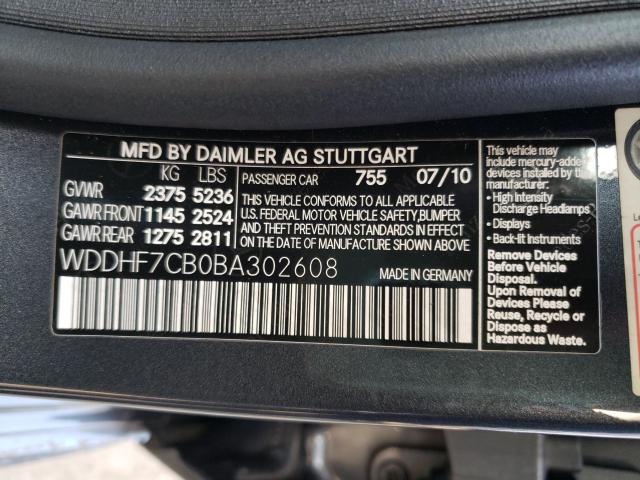 MFD BY DAIMLER AG STUTTGART
KG LBS
GVWR 2375 5236
GAWR FRONT 1145 2524
GAWR REAR 1275 2811
PASSENGER CAR 755 07/10
THIS VEHICLE CONFORMS TO ALL APPLICABLE
U.S. FEDERAL MOTOR VEHICLE SAFETY,BUMPER
AND THEFT PREVENTION STANDARDS IN EFFECT
ON THE DATE OF MANUFACTURE SHOWN ABOVE
WDDHF7CB0BA302608
MADE IN GERMANY
This vehicle may
include mercury-added
devices installed by the
manufacturer:
• High Intensity
Discharge Headlamps
• Displays
• Back-lit Instruments
Remove Devices
Before Vehicle
Disposal.
Upon Removal of
Devices Please
Reuse, Recycle or
Dispose as
Hazardous Waste.